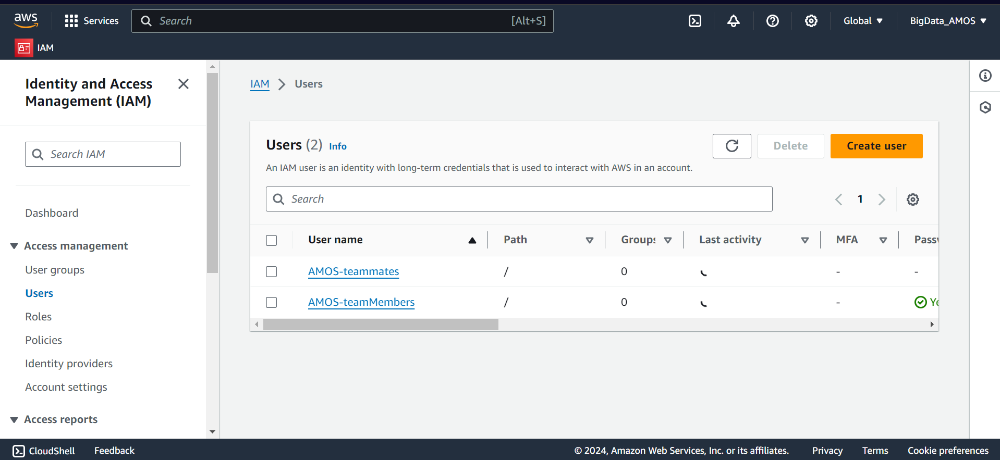 aws
Services
Search [Alt+S]
Global
BigData_AMOS
IAM
Identity and Access
Management (IAM)
Search IAM
Dashboard
Access management
User groups
Users
Roles
Policies
Identity providers
Account settings
Access reports
IAM > Users
Users (2) Info
Delete
Create user
An IAM user is an identity with long-term credentials that is used to interact with AWS in an account.
Search
1
User name Path Groups Last activity MFA
AMOS-teammates / 0 - -
AMOS-teamMembers / 0 -
CloudShell Feedback © 2024, Amazon Web Services, Inc. or its affiliates. Privacy Terms Cookie preferences